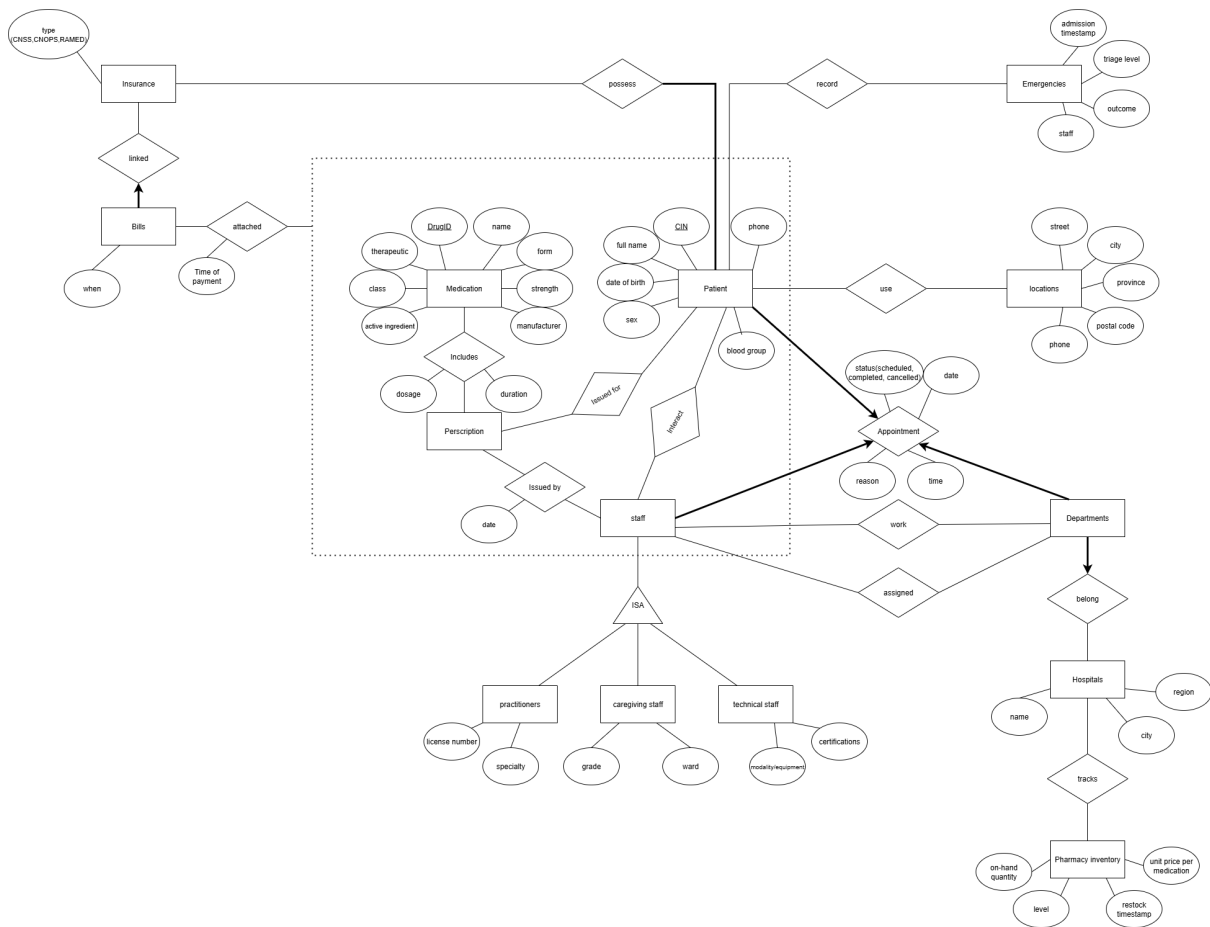 type
(CNSS,CNOPS,RAMED)
admission
timestamp
triage level
Insurance
possess
record
Emergencies
outcome
staff
linked
Bills
attached
when
Time of
payment
DrugID
name
therapeutic
form
class
Medication
strength
active ingredient
manufacturer
CIN
phone
full name
date of birth
Patient
sex
blood group
use
street
city
locations
province
postal code
phone
Includes
dosage
duration
Issued for
Interact
Perscription
status(scheduled,
completed, cancelled)
date
Appointment
reason
time
Issued by
date
staff
work
Departments
assigned
belong
ISA
practitioners
caregiving staff
technical staff
license number
specialty
grade
ward
modality/equipment
certifications
Hospitals
region
name
city
tracks
Pharmacy inventory
on-hand
quantity
unit price per
medication
level
restock
timestamp